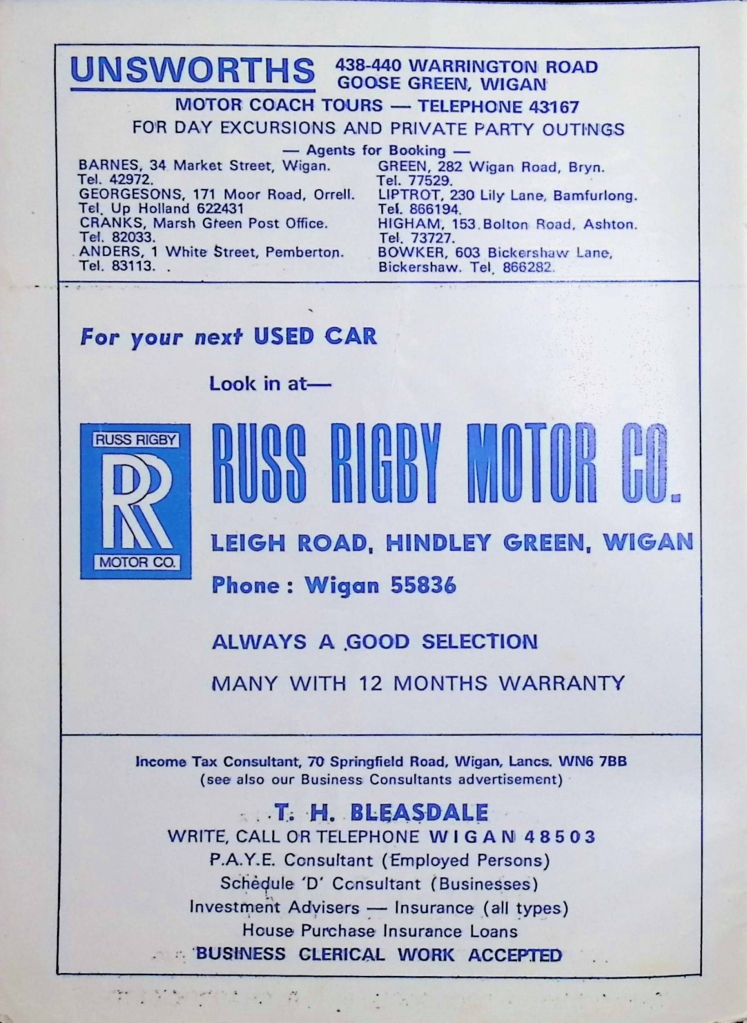 UNSWORTHS 438-440 WARRINGTON ROAD
GOOSE GREEN, WIGAN
MOTOR COACH TOURS — TELEPHONE 43167
FOR DAY EXCURSIONS AND PRIVATE PARTY OUTINGS
— Agents for Booking —
BARNES, 34 Market Street, Wigan.
Tel. 42972.
GEORGESONS, 171 Moor Road, Orrell.
Tel. Up Holland 622431
CRANKS, Marsh Green Post Office.
Tel. 82033.
ANDERS, 1 White Street, Pemberton.
Tel. 83113.
GREEN, 282 Wigan Road, Bryn.
Tel. 77529.
LIPTROT, 230 Lily Lane, Bamfurlong.
Tel. 866194.
HIGHAM, 153 Bolton Road, Ashton.
Tel. 73727.
BOWKER, 603 Bickershaw Lane,
Bickershaw. Tel. 866282.
For your next USED CAR
Look in at—
RUSS RIGBY
RR
MOTOR CO.
RUSS RIGBY MOTOR CO.
LEIGH ROAD, HINDLEY GREEN, WIGAN
Phone : Wigan 55836
ALWAYS A GOOD SELECTION
MANY WITH 12 MONTHS WARRANTY
Income Tax Consultant, 70 Springfield Road, Wigan, Lancs. WN6 7BB
(see also our Business Consultants advertisement)
T. H. BLEASDALE
WRITE, CALL OR TELEPHONE WIGAN 48503
P.A.Y.E. Consultant (Employed Persons)
Schedule 'D' Consultant (Businesses)
Investment Advisers — Insurance (all types)
House Purchase Insurance Loans
BUSINESS CLERICAL WORK ACCEPTED